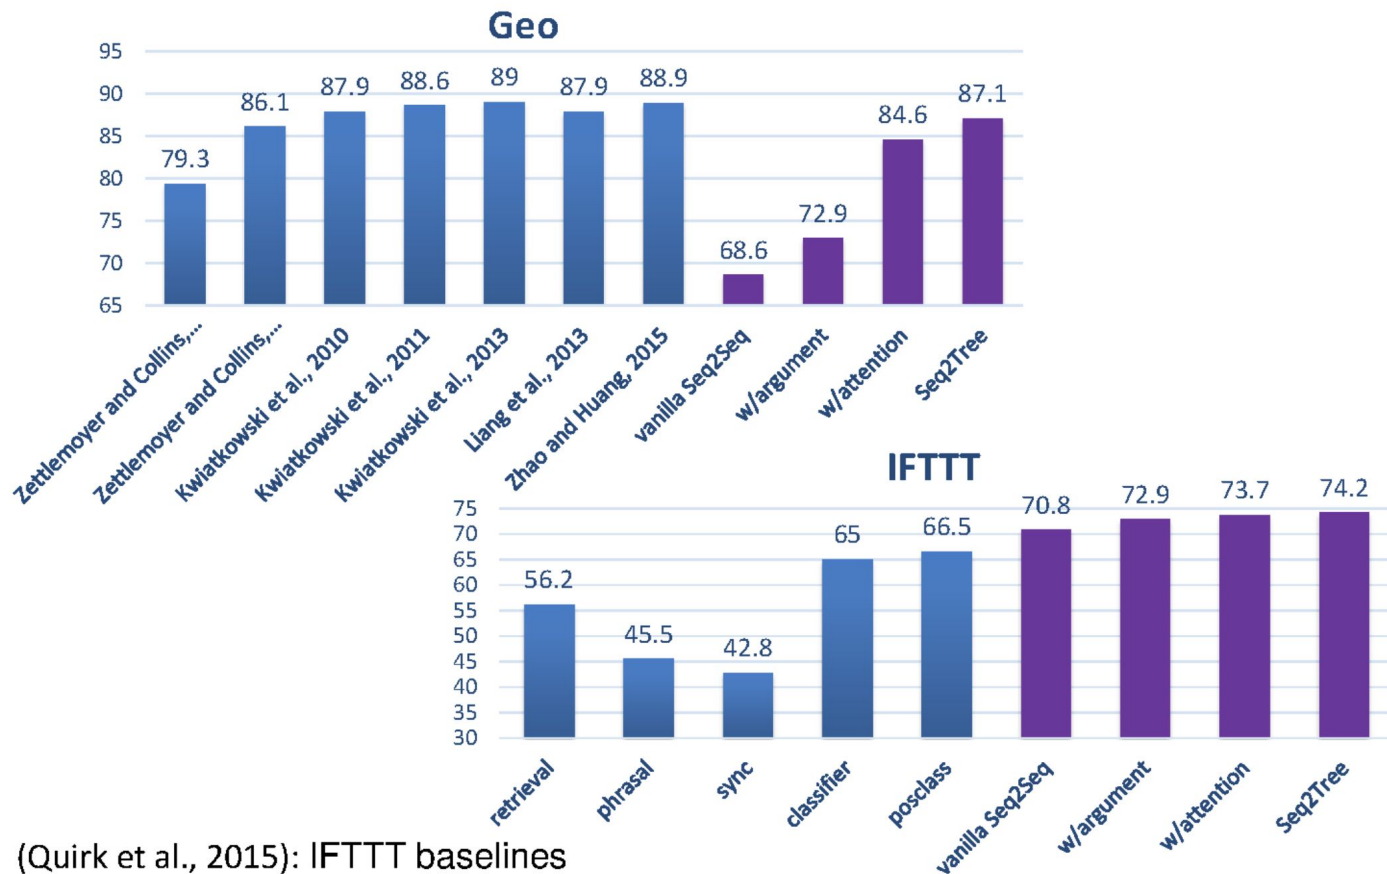 Geo
95
90
85
80
75
70
65
79.3
86.1
87.9
88.6
89
87.9
88.9
68.6
72.9
84.6
87.1
Zettlemoyer and Collins,...
Zettlemoyer and Collins,...
Kwiatkowski et al., 2010
Kwiatkowski et al., 2011
Kwiatkowski et al., 2013
Liang et al., 2013
Zhao and Huang, 2015
vanilla Seq2Seq
w/argument
w/attention
Seq2Tree
IFTTT
75
70
65
60
55
50
45
40
35
30
56.2
45.5
42.8
65
66.5
70.8
72.9
73.7
74.2
retrieval
phrasal
sync
classifier
posclass
vanilla Seq2Seq
w/argument
w/attention
Seq2Tree
(Quirk et al., 2015): IFTTT baselines